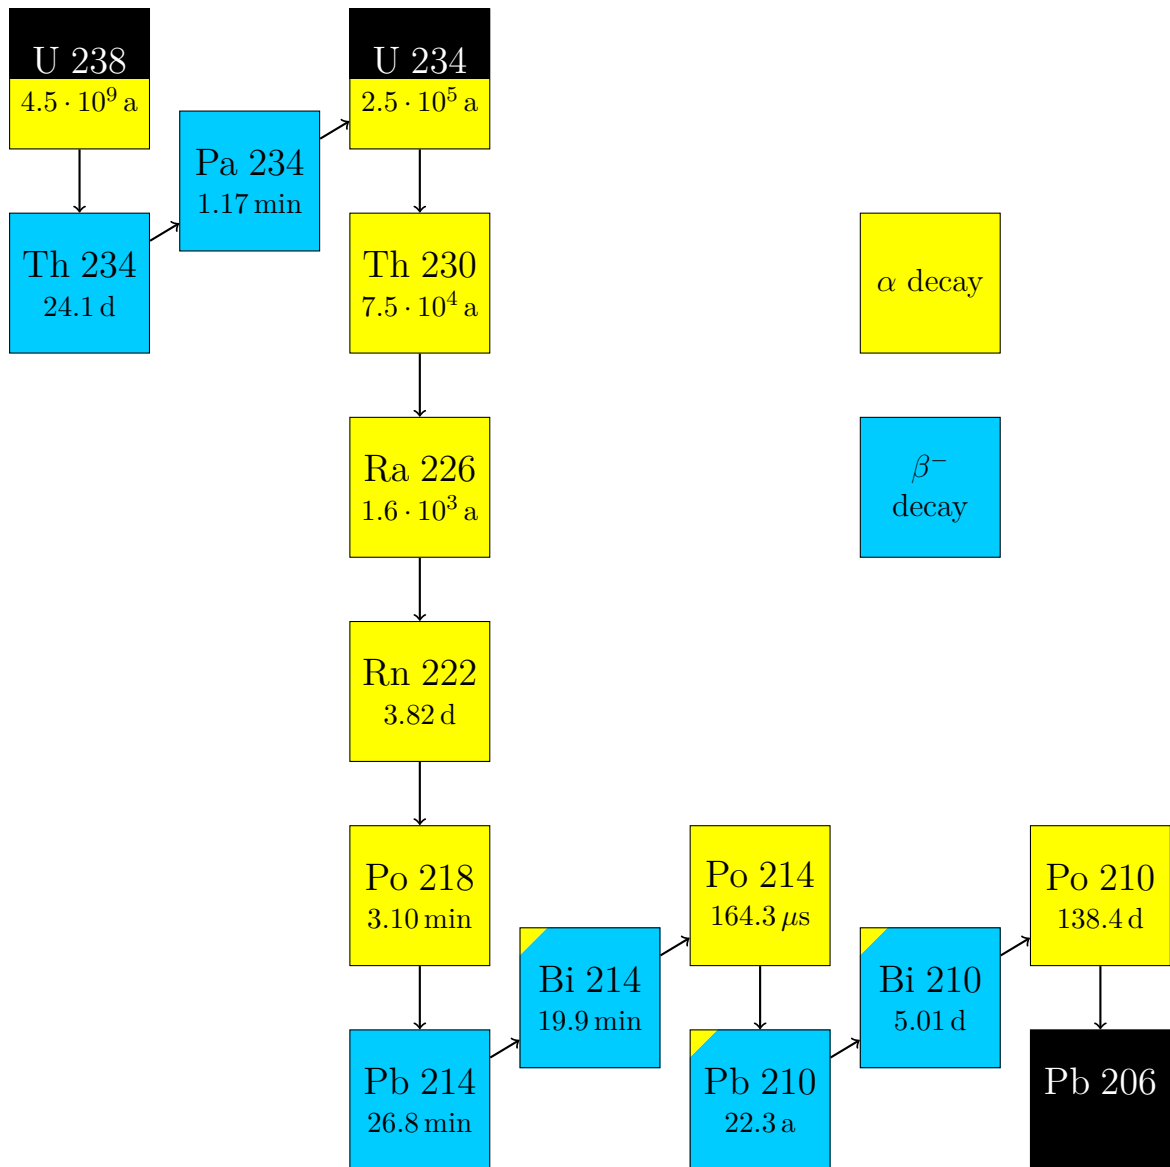 U 238
4.5 · 10⁹ a
U 234
2.5 · 10⁵ a
Pa 234
1.17 min
Th 234
24.1 d
Th 230
7.5 · 10⁴ a
α decay
Ra 226
1.6 · 10³ a
β⁻
decay
Rn 222
3.82 d
Po 218
3.10 min
Po 214
164.3 µs
Po 210
138.4 d
Bi 214
19.9 min
Bi 210
5.01 d
Pb 214
26.8 min
Pb 210
22.3 a
Pb 206